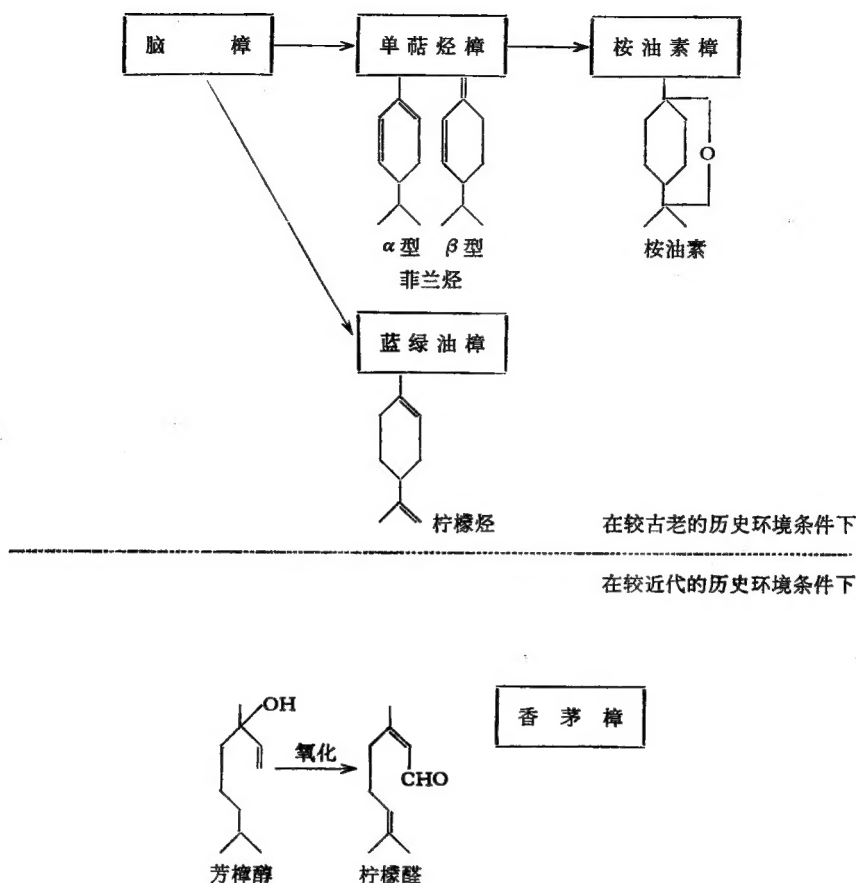 脑 樟
单萜烃樟
桉油素樟
O
α型 β型
菲兰烃
桉油素
蓝绿油樟
柠檬烃
在较古老的历史环境条件下
在较近代的历史环境条件下
香茅樟
OH
氧化
CHO
芳樟醇
柠檬醛